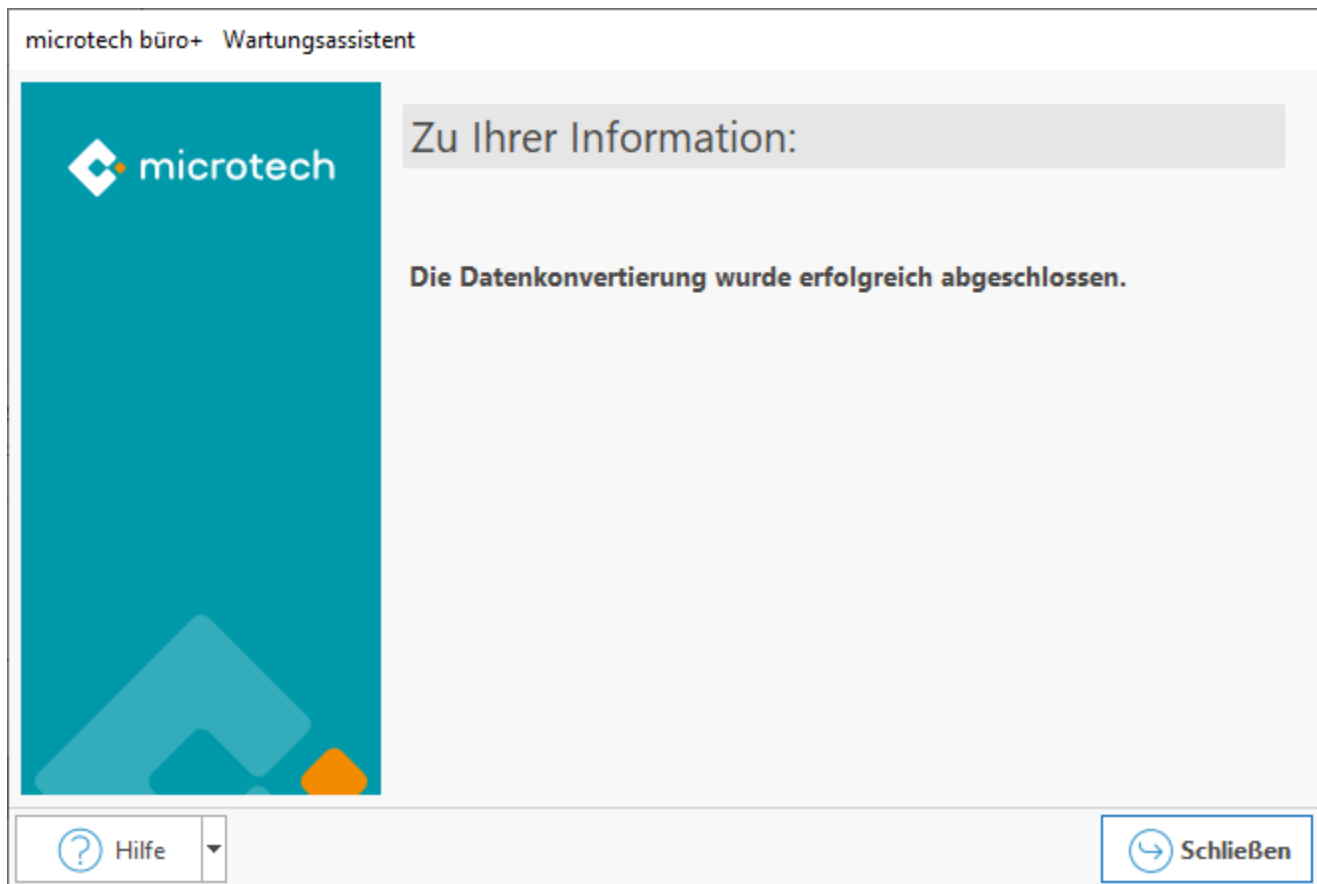 microtech büro+ Wartungsassistent
microtech
Zu Ihrer Information:
Die Datenkonvertierung wurde erfolgreich abgeschlossen.
Hilfe
Schließen